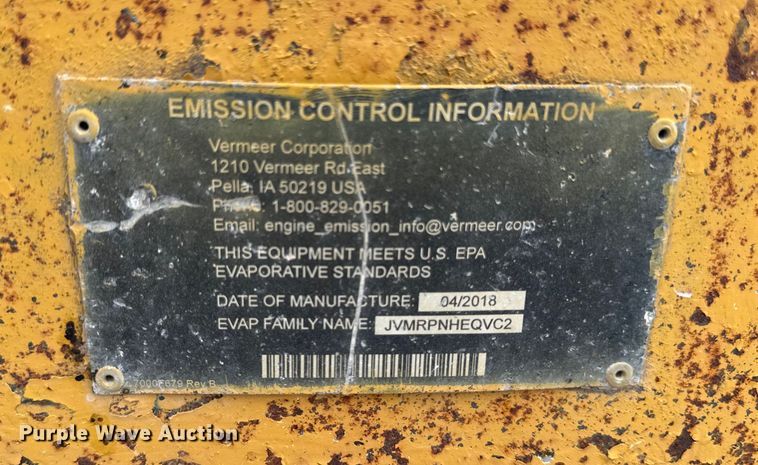 EMISSION CONTROL INFORMATION
Vermeer Corporation
1210 Vermeer Rd East
Pella, IA 50219 USA
Phone: 1-800-829-0051
Email: engine_emission_info@vermeer.com
THIS EQUIPMENT MEETS U.S. EPA
EVAPORATIVE STANDARDS
DATE OF MANUFACTURE: 04/2018
EVAP FAMILY NAME: JVMRPNHEQVC2
Rev B
Purple Wave Auction